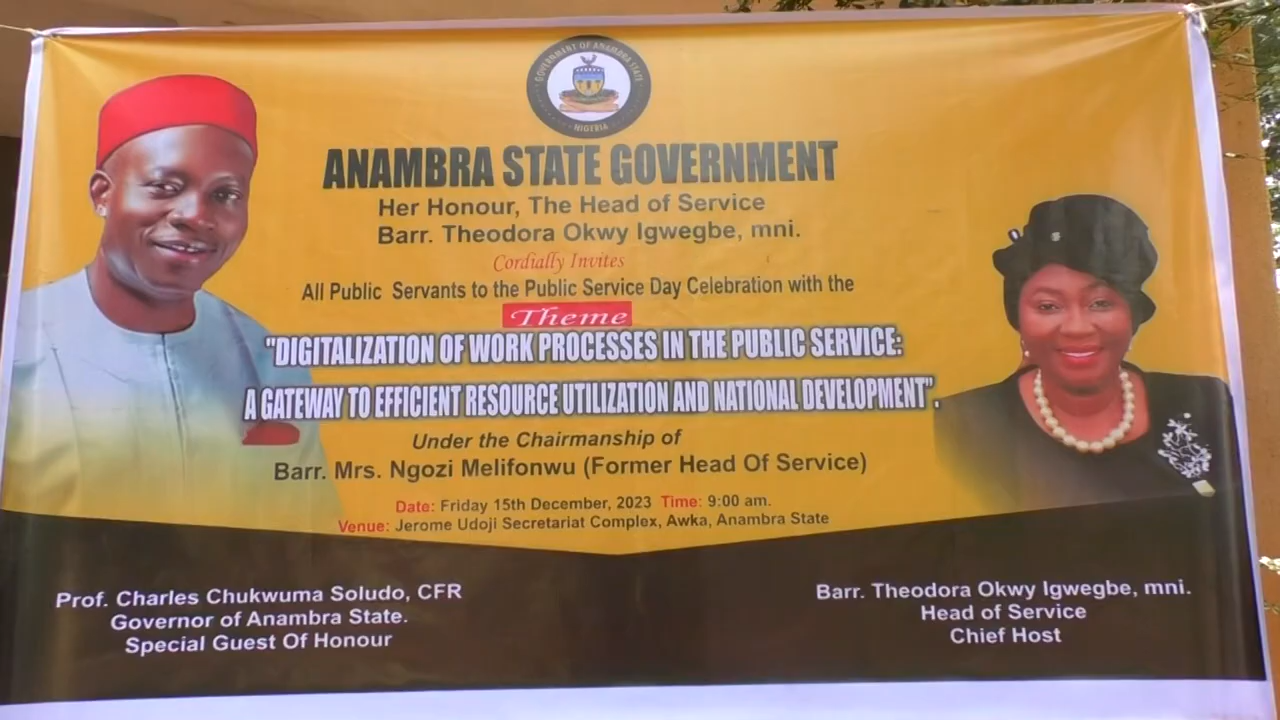 GOVERNMENT OF ANAMBRA STATE
NIGERIA
ANAMBRA STATE GOVERNMENT
Her Honour, The Head of Service
Barr. Theodora Okwy Igwegbe, mni.
Cordially Invites
All Public Servants to the Public Service Day Celebration with the
Theme
"DIGITALIZATION OF WORK PROCESSES IN THE PUBLIC SERVICE:
A GATEWAY TO EFFICIENT RESOURCE UTILIZATION AND NATIONAL DEVELOPMENT".
Under the Chairmanship of
Barr. Mrs. Ngozi Melifonwu (Former Head Of Service)
Date: Friday 15th December, 2023 Time: 9:00 am.
Venue: Jerome Udoji Secretariat Complex, Awka, Anambra State
Prof. Charles Chukwuma Soludo, CFR
Governor of Anambra State.
Special Guest Of Honour
Barr. Theodora Okwy Igwegbe, mni.
Head of Service
Chief Host